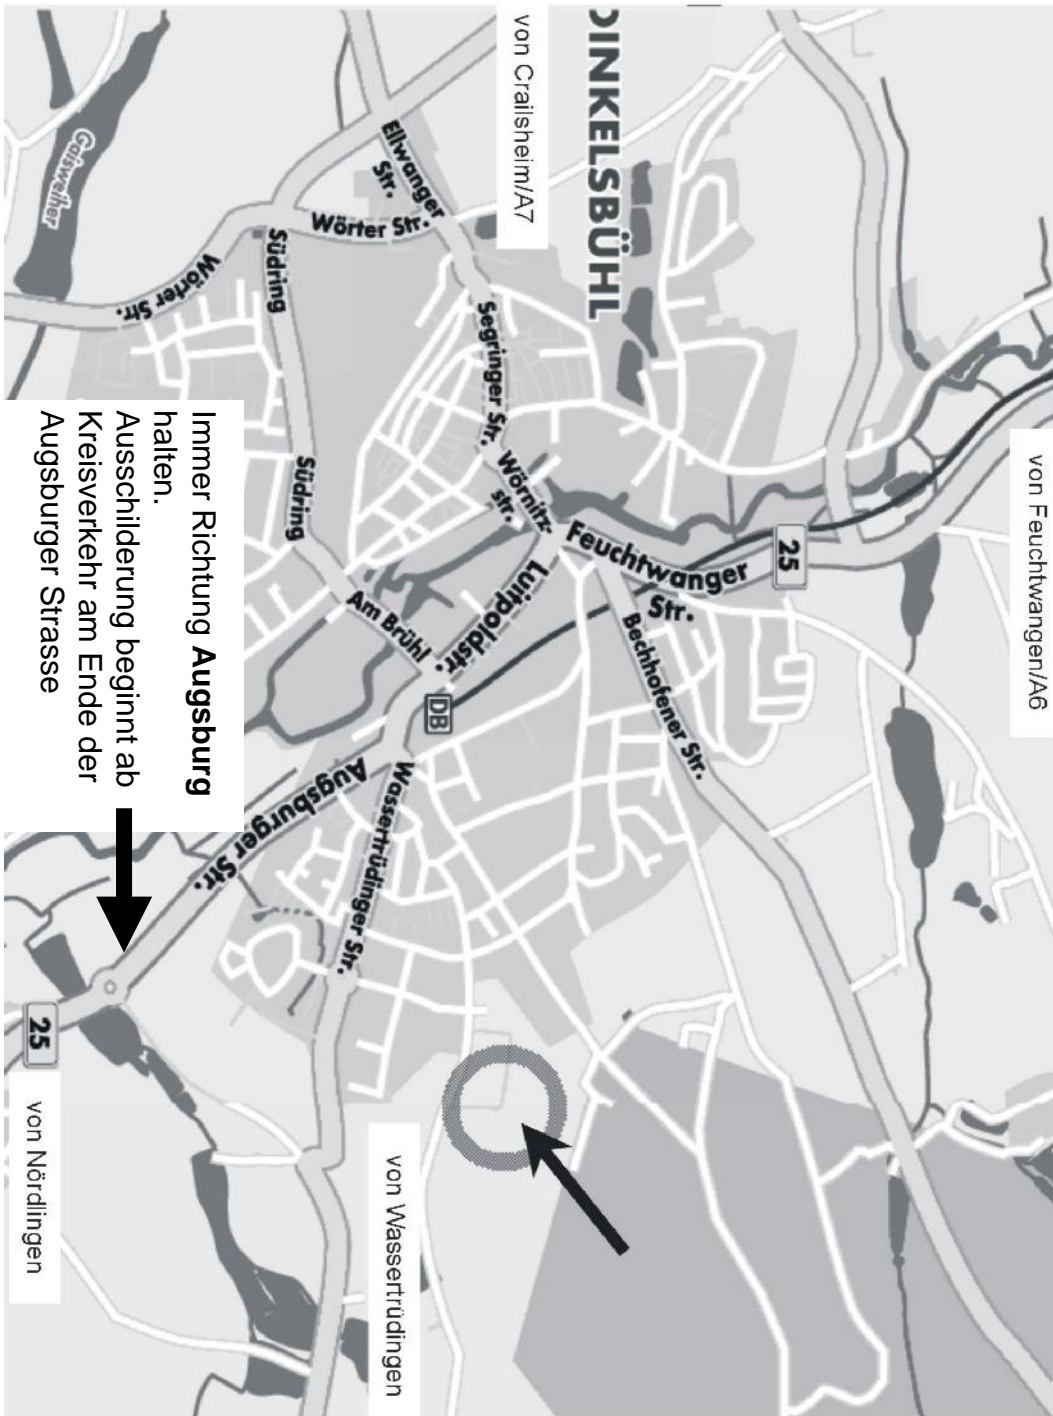 DINKELSBÜHL
von Crailsheim/A7
von Feuchtwangen/A6
von Wassertrüdingen
von Nördlingen
Immer Richtung Augsburg
halten.
Ausschilderung beginnt ab
Kreisverkehr am Ende der
Augsburger Strasse
Gaisweiher
Ellwanger
Str.
Wörter Str.
Wörter Str.
Südring
Südring
Segringer Str.
Wörnitz-
str.
Feuchtwanger
Str.
25
Luitpoldstr.
Am Brühl
Bechhofener Str.
DB
Augsburger Str.
Wassertrüdinger Str.
25